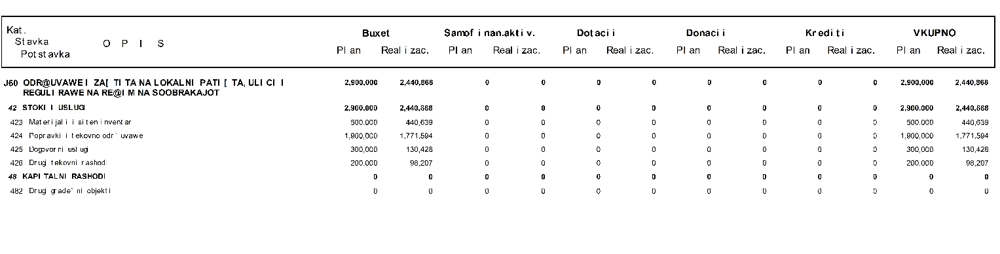 Kat.
Stavka
Potstavka
O P I S
Buxet Samofinan.aktiv. Dotacii Donacii Krediti VKUPNO
Plan Realizac. Plan Realizac. Plan Realizac. Plan Realizac. Plan Realizac. Plan Realizac.
J60 ODR@UVAWE I ZA[TITA NA LOKALNI PATI[TA, ULICI I 2,900,000 2,440,868 0 0 0 0 0 0 0 0 2,900,000 2,440,868
REGULIRAWE NA RE@IM NA SOOBRAKAJOT
42 STOKI I USLUGI 2,900,000 2,440,868 0 0 0 0 0 0 0 0 2,900,000 2,440,868
423 Materijali i siten inventar 500,000 440,639 0 0 0 0 0 0 0 0 500,000 440,639
424 Popravki i tekovno odr`uvawe 1,900,000 1,771,594 0 0 0 0 0 0 0 0 1,900,000 1,771,594
425 Dogovorni uslugi 300,000 130,428 0 0 0 0 0 0 0 0 300,000 130,428
426 Drugi tekovni rashodi 200,000 98,207 0 0 0 0 0 0 0 0 200,000 98,207
48 KAPITALNI RASHODI 0 0 0 0 0 0 0 0 0 0 0 0
482 Drugi grade`ni objekti 0 0 0 0 0 0 0 0 0 0 0 0